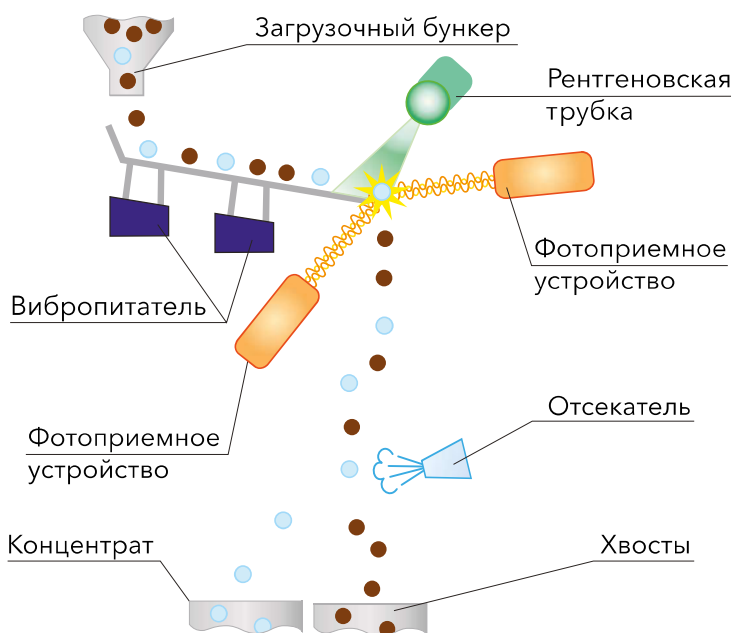 Загрузочный бункер
Рентгеновская
трубка
Фотоприемное
устройство
Вибропитатель
Отсекатель
Фотоприемное
устройство
Концентрат
Хвосты